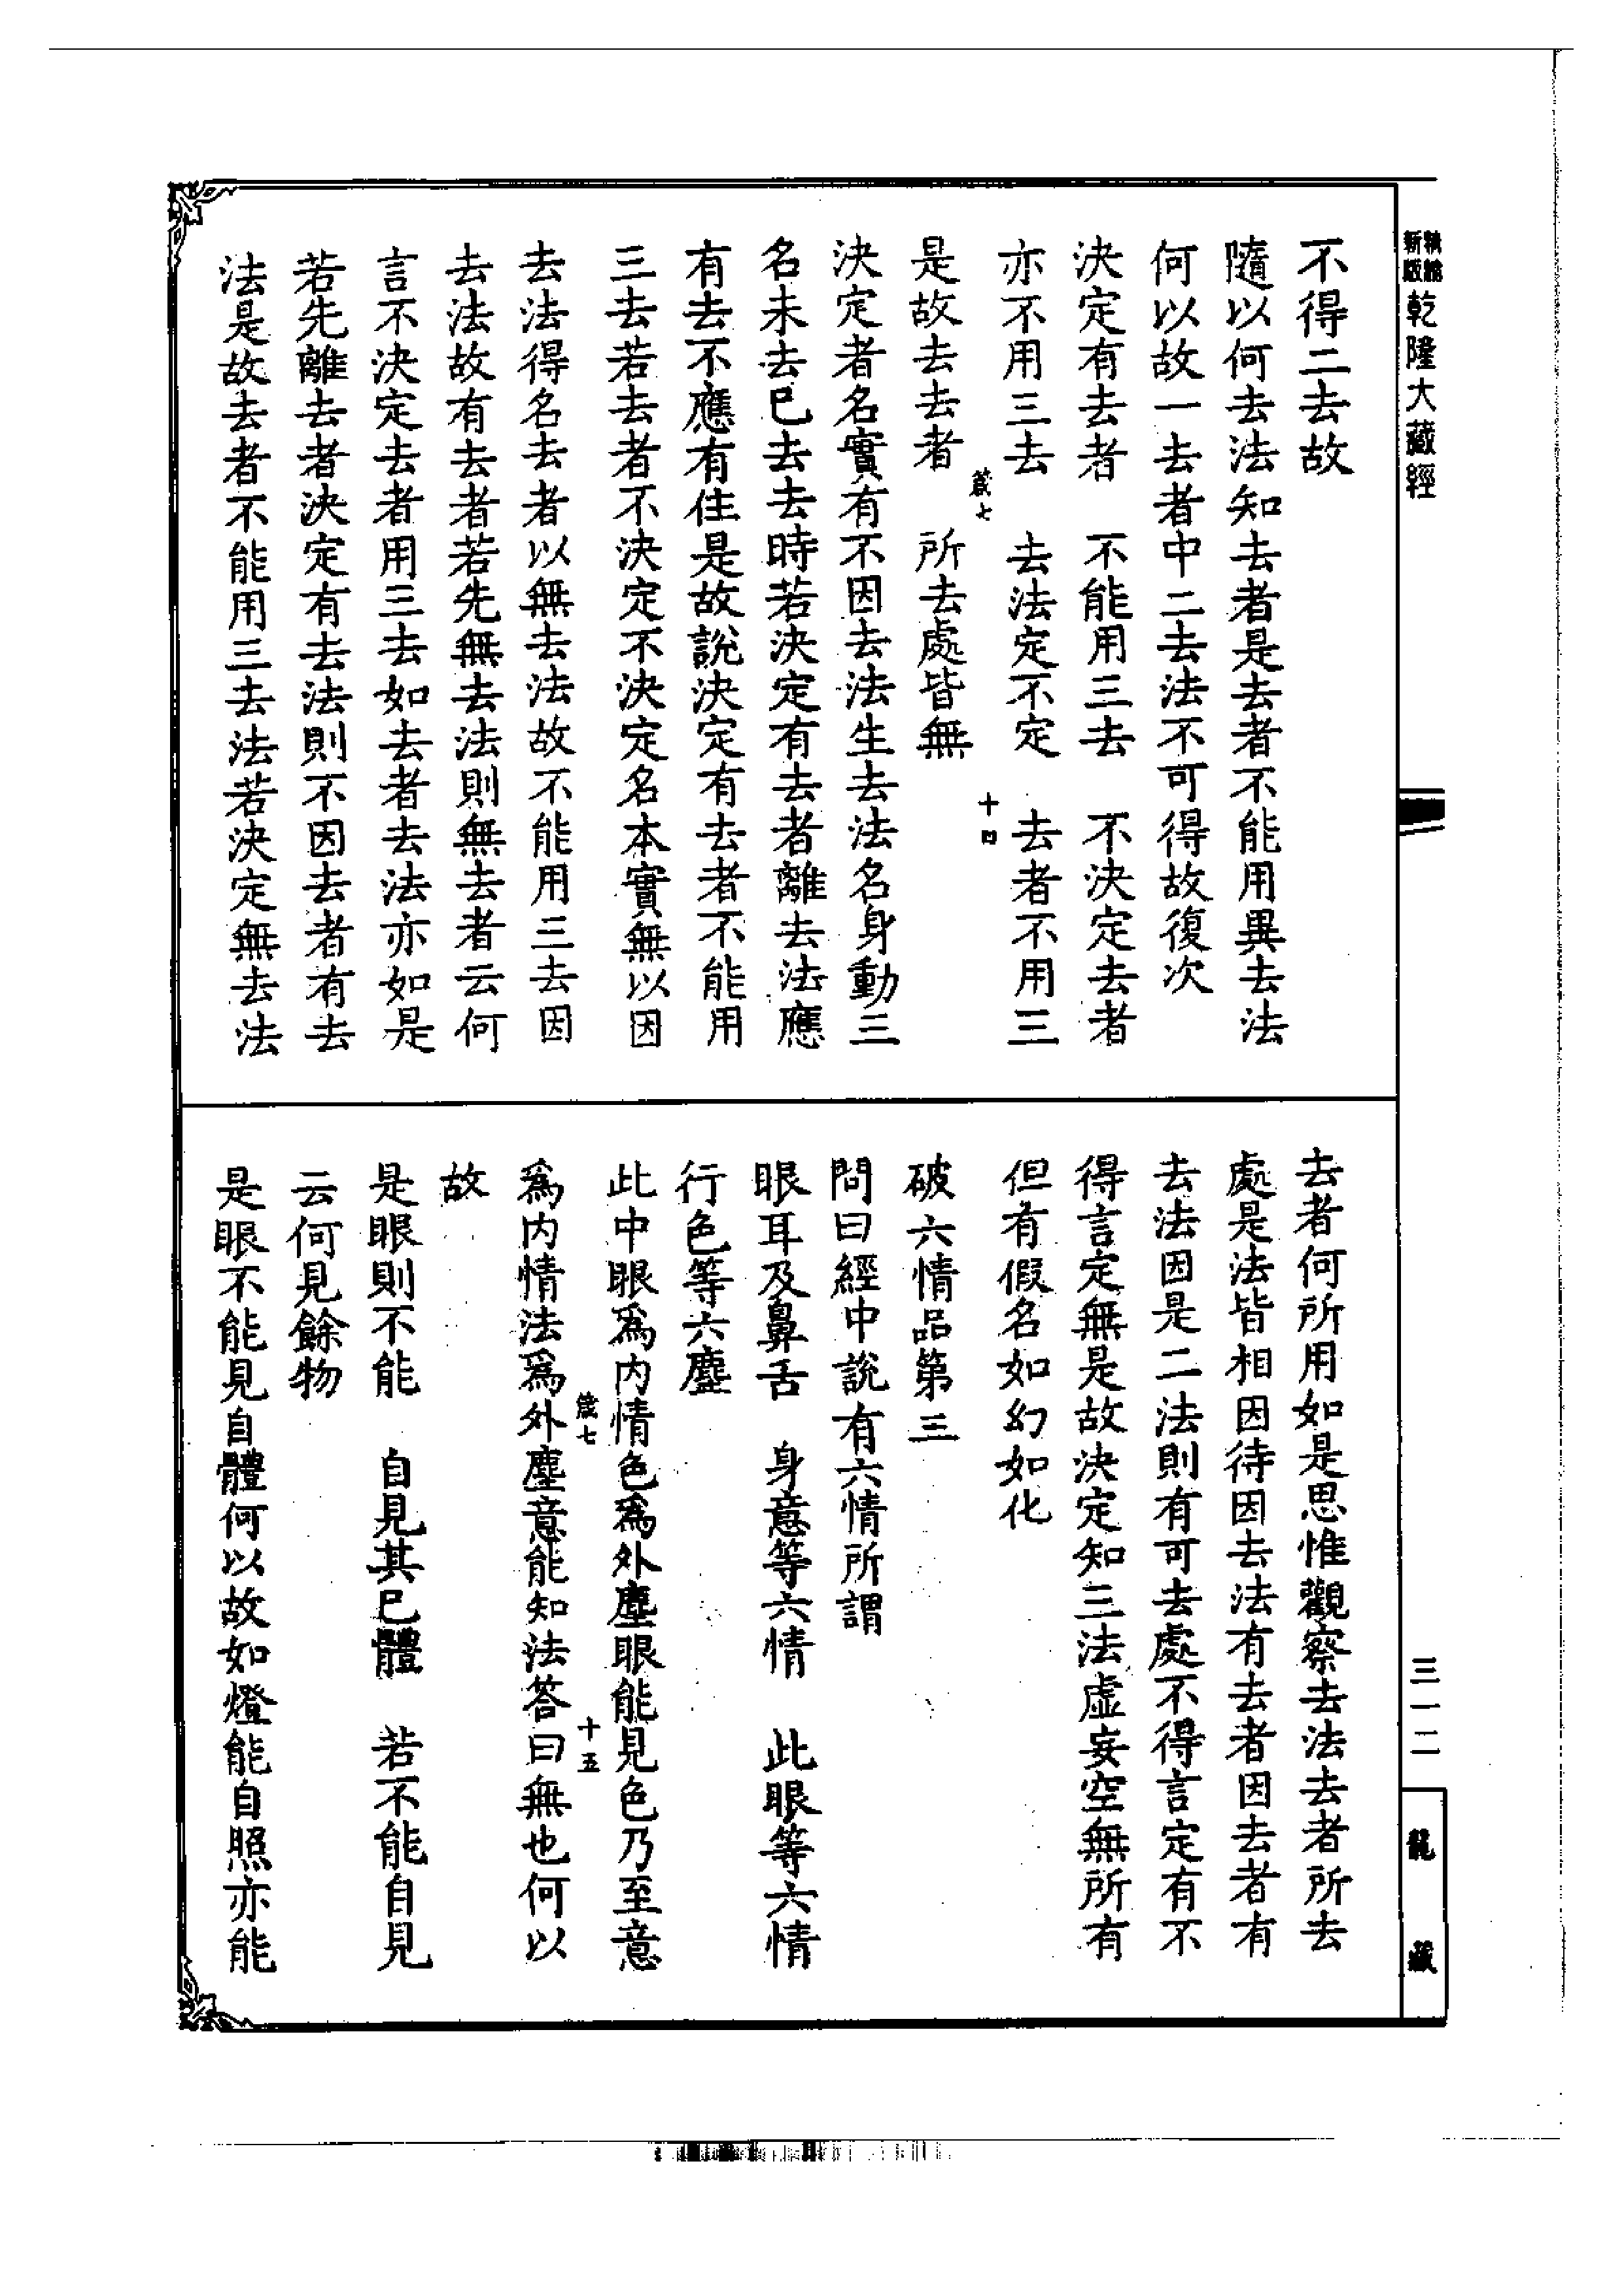 新版 精縮 乾隆大藏經
不得二去故
隨以何去法知去者是去者不能用異去法
何以故一去者中二去法不可得故復次
決定有去者 不能用三去 不決定去者
亦不用三去 去法定不定 去者不用三
箴七 十四
是故去去者 所去處皆無
決定者名實有不因去法生去法名身動三
名未去巳去去時若決定有去者離去法應
有去不應有住是故說決定有去者不能用
三去若去者不決定不決定名本實無以因
去法得名去者以無去法故不能用三去因
去法故有去者若先無去法則無去者云何
言不決定去者用三去如去者去法亦如是
若先離去者決定有去法則不因去者有去
法是故去者不能用三去法若決定無去法
去者何所用如是思惟觀察去法去者所去
處是法皆相因待因去法有去者因去者有
去法因是二法則有可去處不得言定有不
得言定無是故決定知三法虛妄空無所有
但有假名如幻如化
破六情品第三
問曰經中說有六情所謂
眼耳及鼻舌 身意等六情 此眼等六情
行色等六塵
此中眼爲內情色爲外塵眼能見色乃至意
箴七 十五
爲內情法爲外塵意能知法答曰無也何以
故
是眼則不能 自見其巳體 若不能自見
云何見餘物
是眼不能見自體何以故如燈能自照亦能
三一二
龍藏